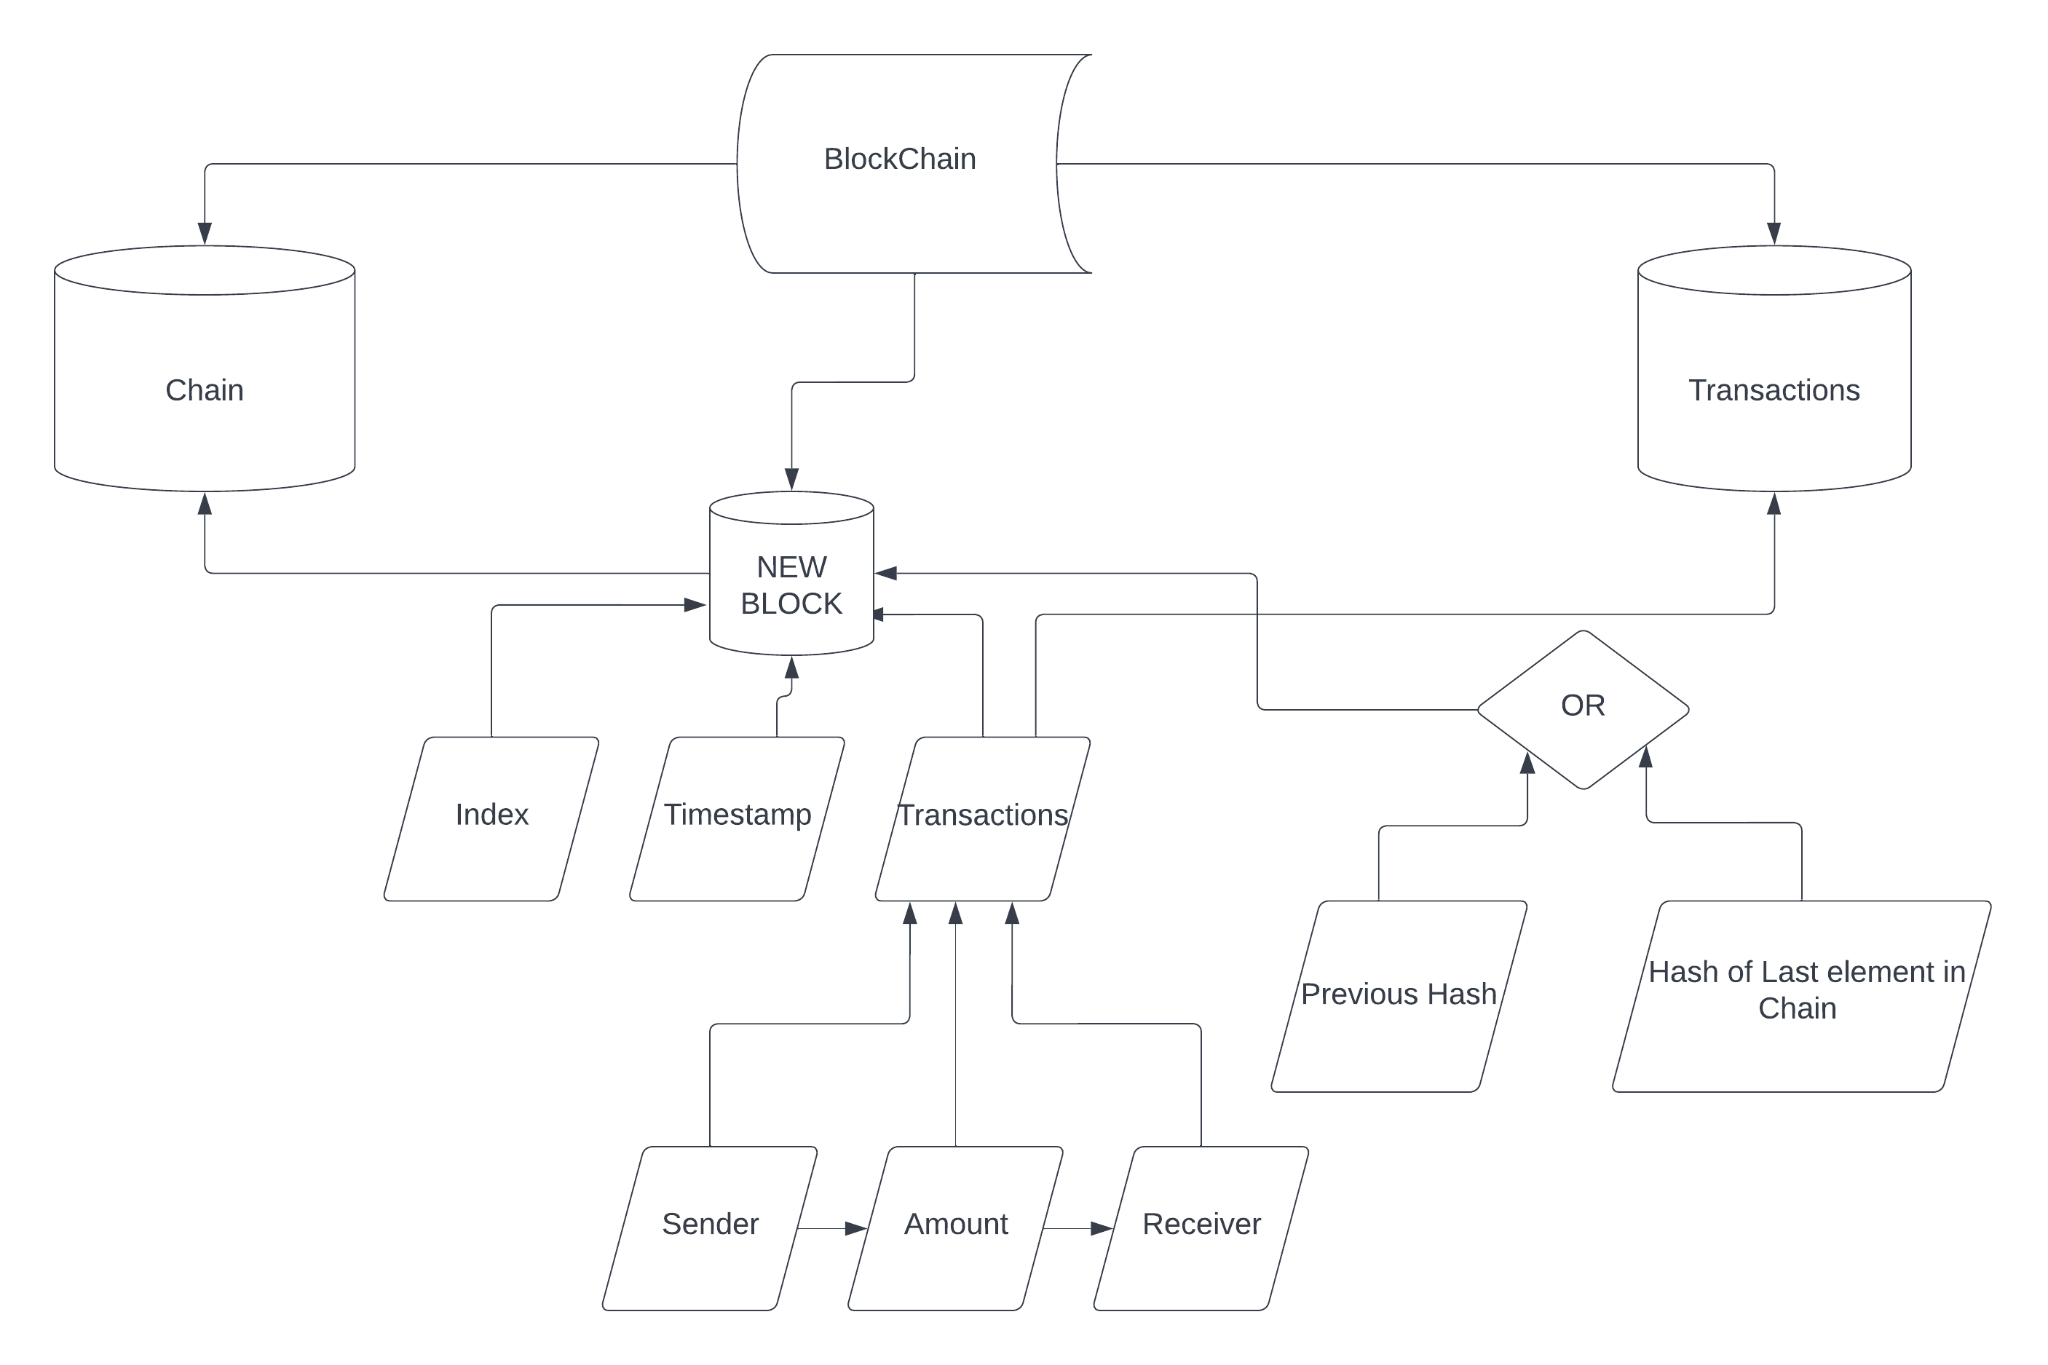 BlockChain
Chain
Transactions
NEW
BLOCK
OR
Index
Timestamp
Transactions
Previous Hash
Hash of Last element in
Chain
Sender
Amount
Receiver